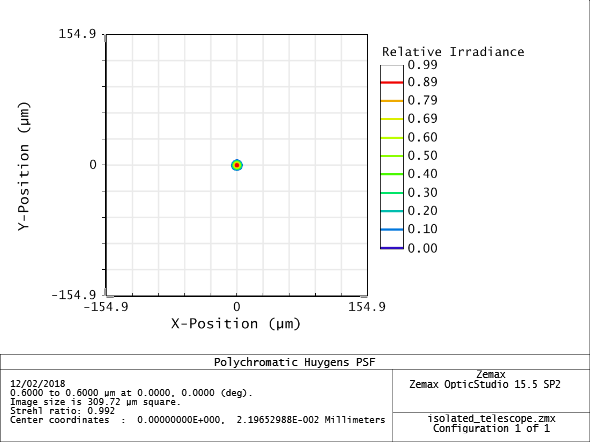 154.9
0
-154.9
Y-Position (µm)
-154.9 0 154.9
X-Position (µm)
Relative Irradiance
0.99
0.89
0.79
0.69
0.60
0.50
0.40
0.30
0.20
0.10
0.00
Polychromatic Huygens PSF
12/02/2018
0.6000 to 0.6000 µm at 0.0000, 0.0000 (deg).
Image size is 309.72 µm square.
Strehl ratio: 0.992
Center coordinates : 0.00000000E+000, 2.19652988E-002 Millimeters
Zemax
Zemax OpticStudio 15.5 SP2
isolated_telescope.zmx
Configuration 1 of 1